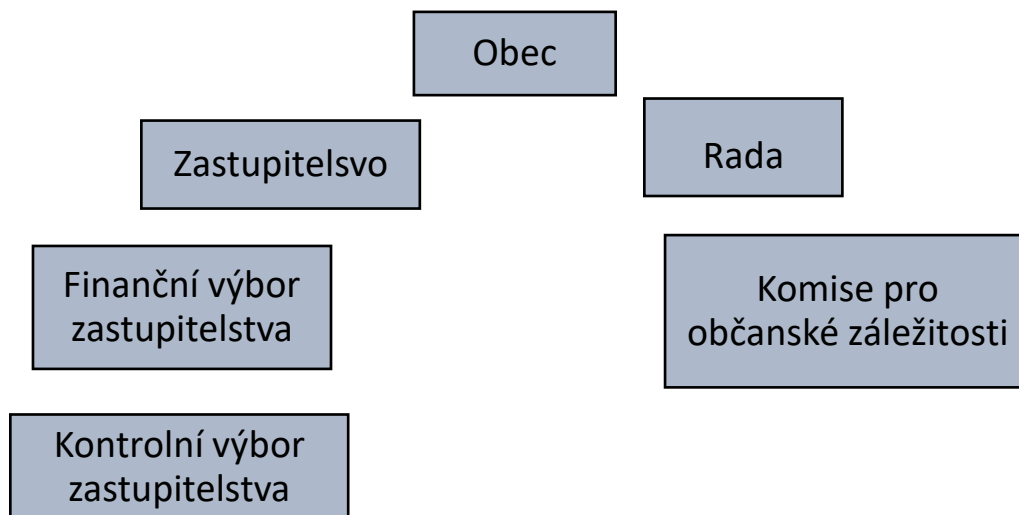 Obec
Zastupitelsvo
Rada
Finanční výbor
zastupitelstva
Komise pro
občanské záležitosti
Kontrolní výbor
zastupitelstva